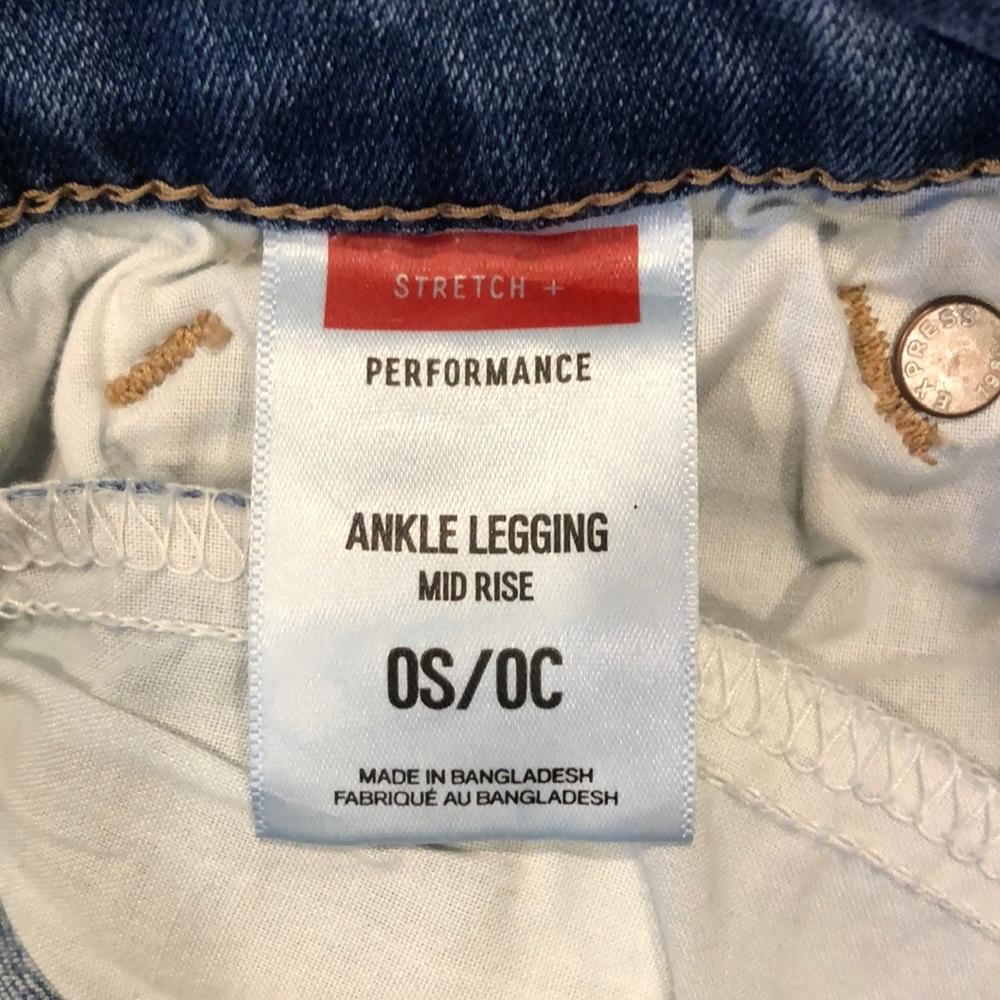 STRETCH +
PERFORMANCE
ANKLE LEGGING
MID RISE
0S/0C
MADE IN BANGLADESH
FABRIQUÉ AU BANGLADESH
EXPRESS